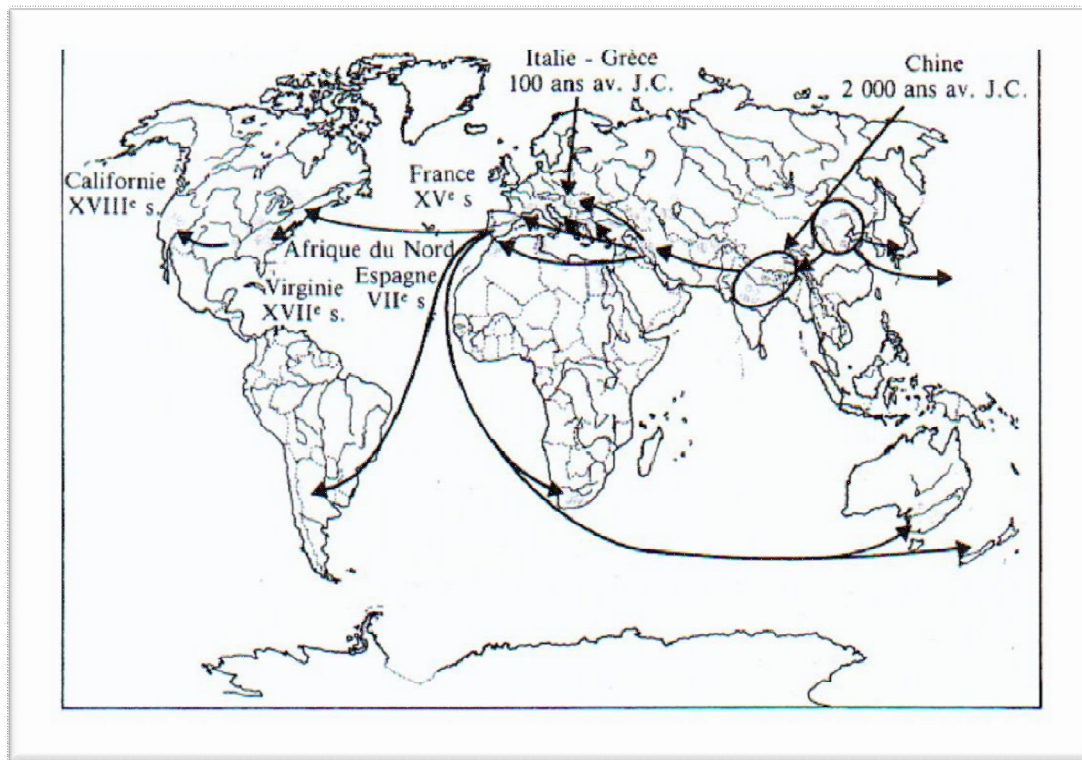 Italie - Grèce
100 ans av. J.C.
Chine
2 000 ans av. J.C.
Californie
XVIIIe s.
France
XVe s
Afrique du Nord
Espagne
VIIe s
Virginie
XVIIe s.